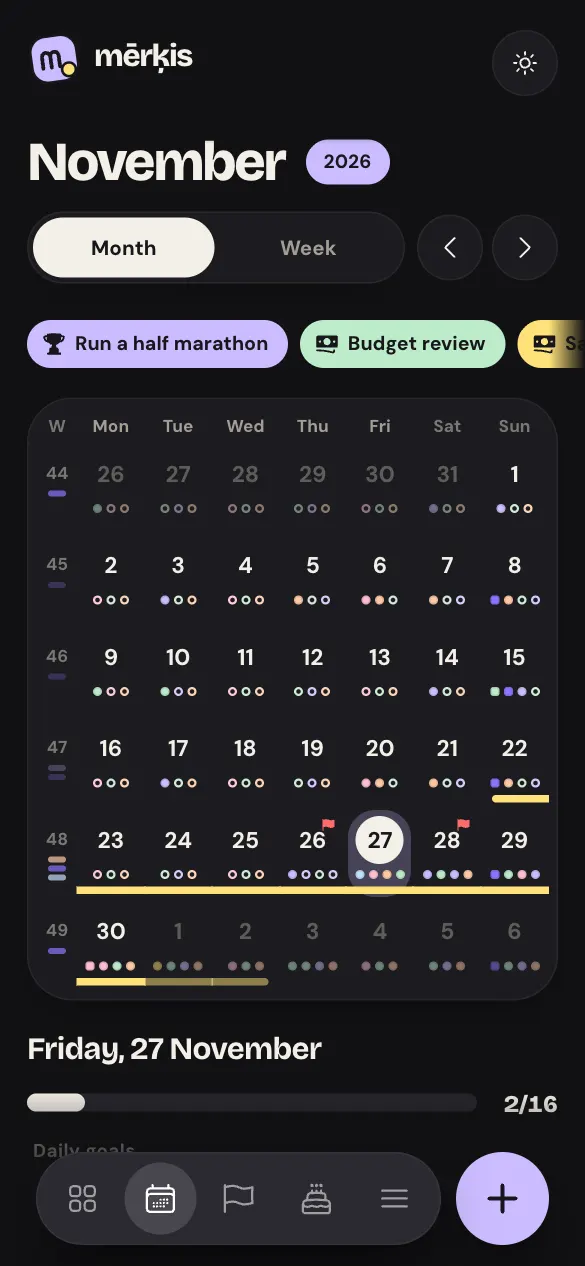 mērķis
November 2026
Month Week
Run a half marathon Budget review
W Mon Tue Wed Thu Fri Sat Sun
44 26 27 28 29 30 31 1
45 2 3 4 5 6 7 8
46 9 10 11 12 13 14 15
47 16 17 18 19 20 21 22
48 23 24 25 26 27 28 29
49 30 1 2 3 4 5 6
Friday, 27 November
2/16
Daily goals